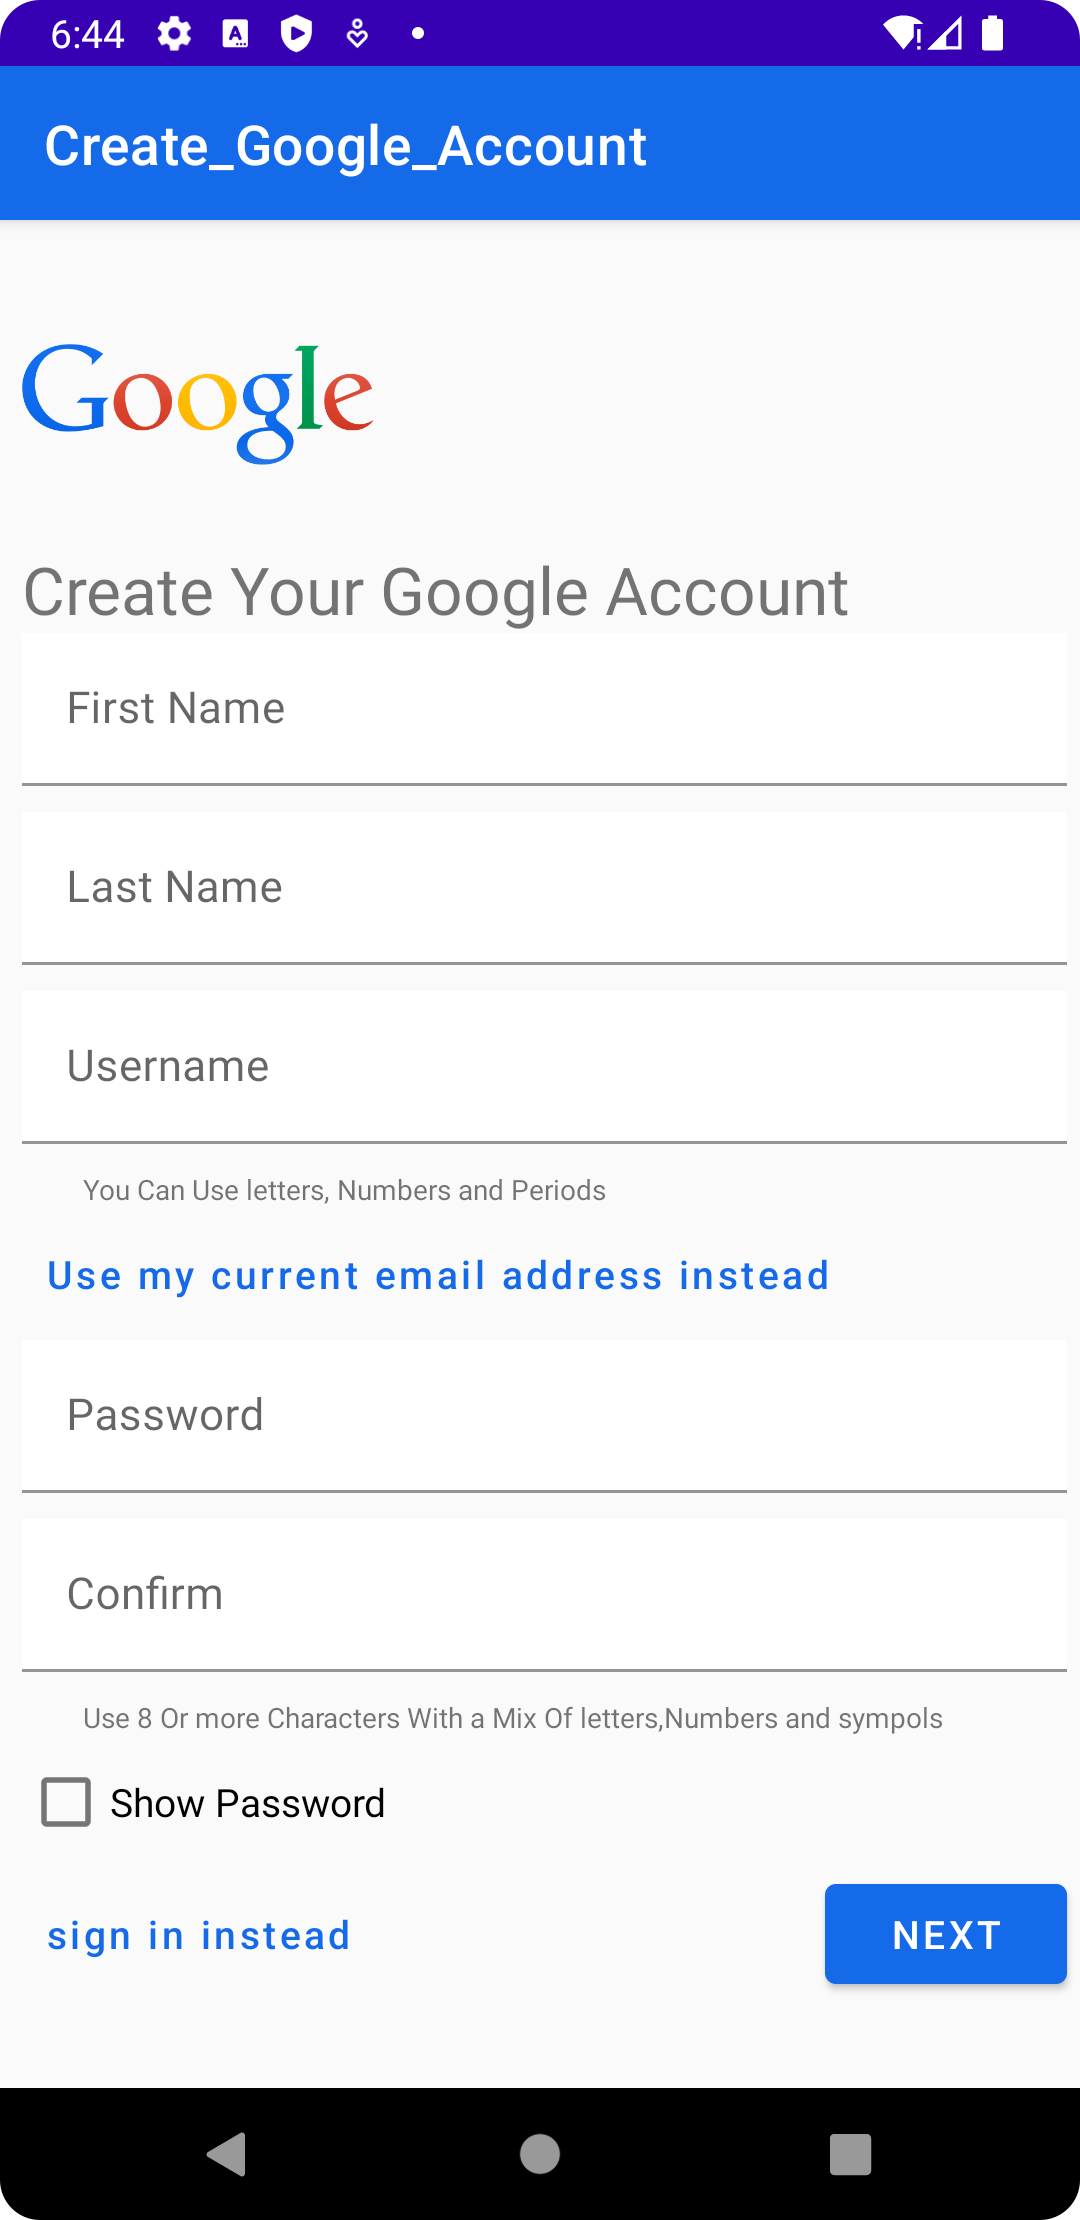 6:44
Create_Google_Account
Google
Create Your Google Account
First Name
Last Name
Username
You Can Use letters, Numbers and Periods
Use my current email address instead
Password
Confirm
Use 8 Or more Characters With a Mix Of letters,Numbers and sympols
Show Password
sign in instead
NEXT